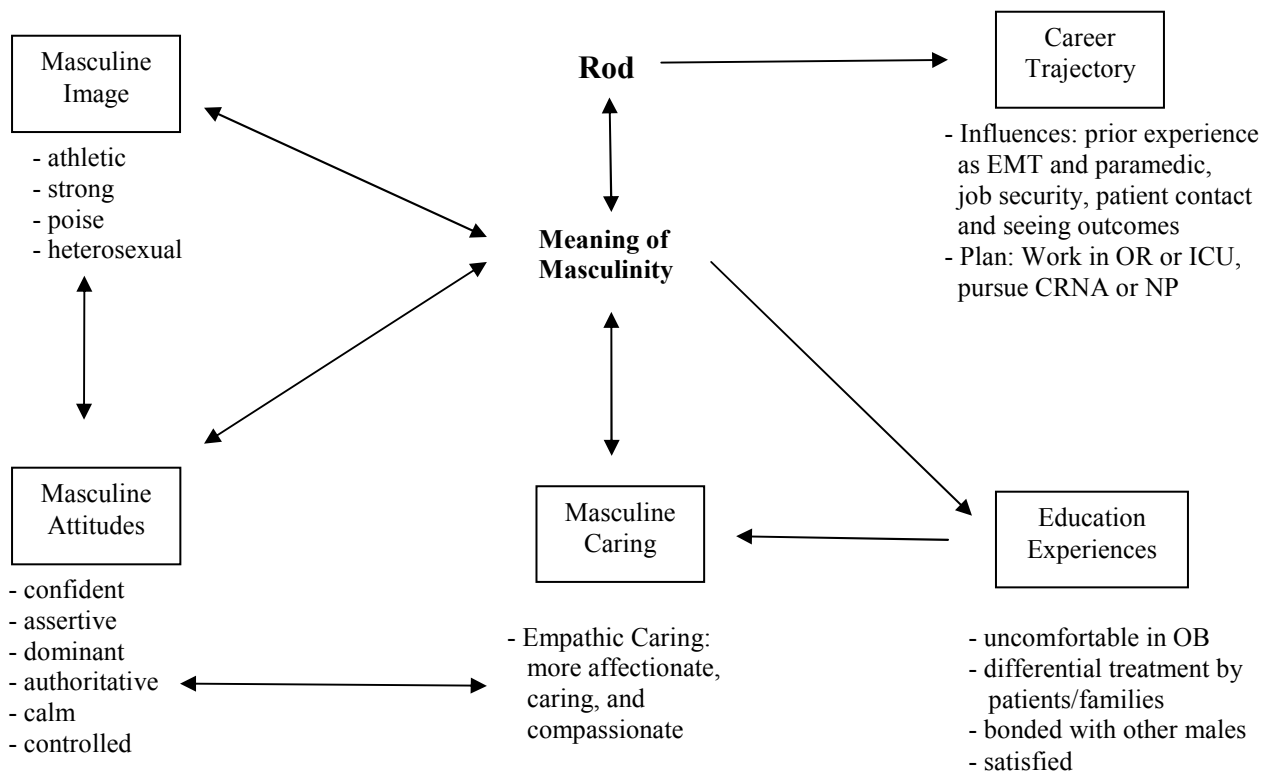 Masculine
Image
- athletic
- strong
- poise
- heterosexual
Rod
Career
Trajectory
- Influences: prior experience
as EMT and paramedic,
job security, patient contact
and seeing outcomes
- Plan: Work in OR or ICU,
pursue CRNA or NP
Meaning of
Masculinity
Masculine
Attitudes
- confident
- assertive
- dominant
- authoritative
- calm
- controlled
Masculine
Caring
- Empathic Caring:
more affectionate,
caring, and
compassionate
Education
Experiences
- uncomfortable in OB
- differential treatment by
patients/families
- bonded with other males
- satisfied